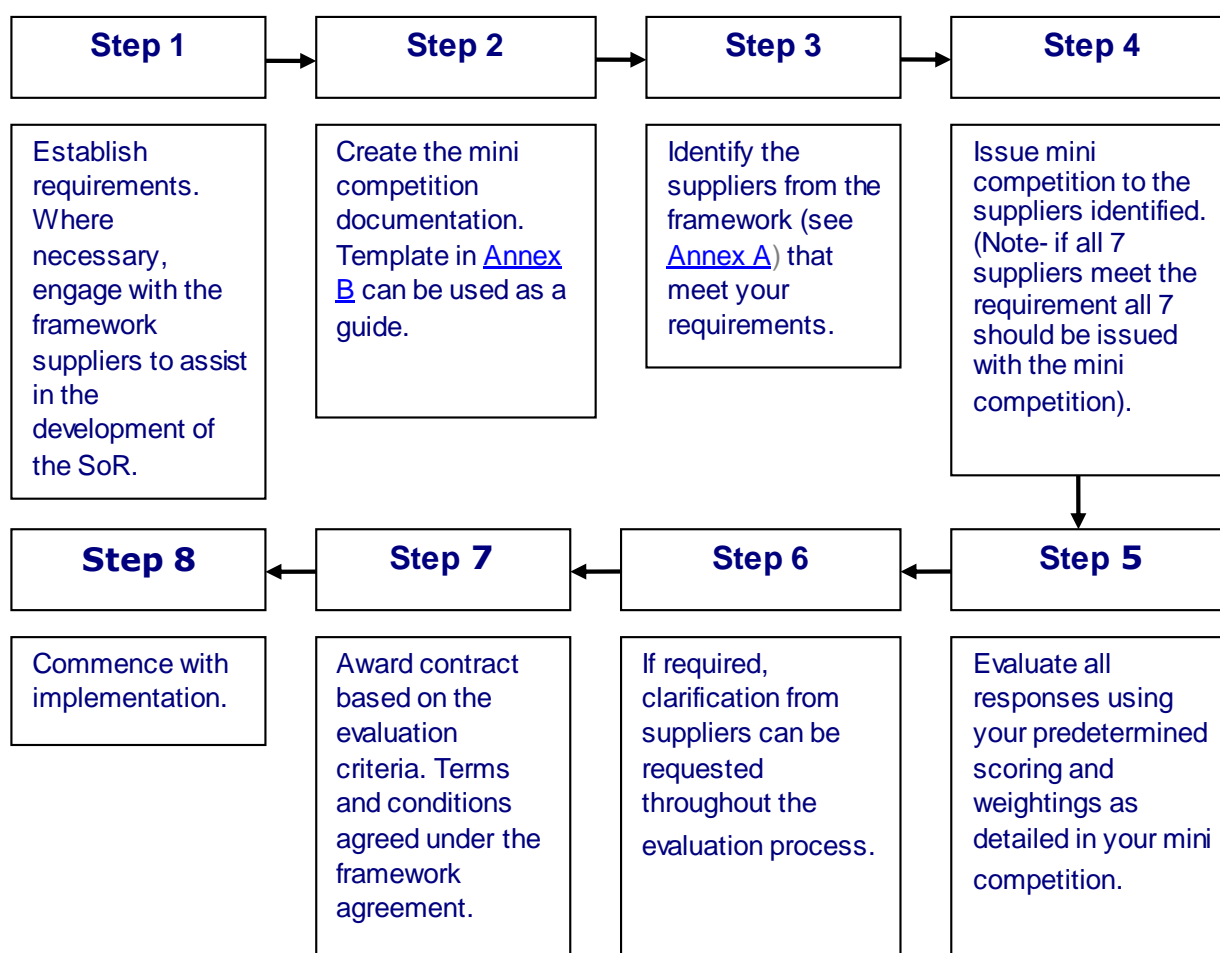 Step 1
Establish
requirements.
Where
necessary,
engage with the
framework
suppliers to assist
in the
development of
the SoR.
Step 2
Create the mini
competition
documentation.
Template in Annex
B can be used as a
guide.
Step 3
Identify the
suppliers from the
framework (see
Annex A) that
meet your
requirements.
Step 4
Issue mini
competition to the
suppliers identified.
(Note- if all 7
suppliers meet the
requirement all 7
should be issued
with the mini
competition).
Step 5
Evaluate all
responses using
your predetermined
scoring and
weightings as
detailed in your mini
competition.
Step 6
If required,
clarification from
suppliers can be
requested
throughout the
evaluation process.
Step 7
Award contract
based on the
evaluation
criteria. Terms
and conditions
agreed under the
framework
agreement.
Step 8
Commence with
implementation.